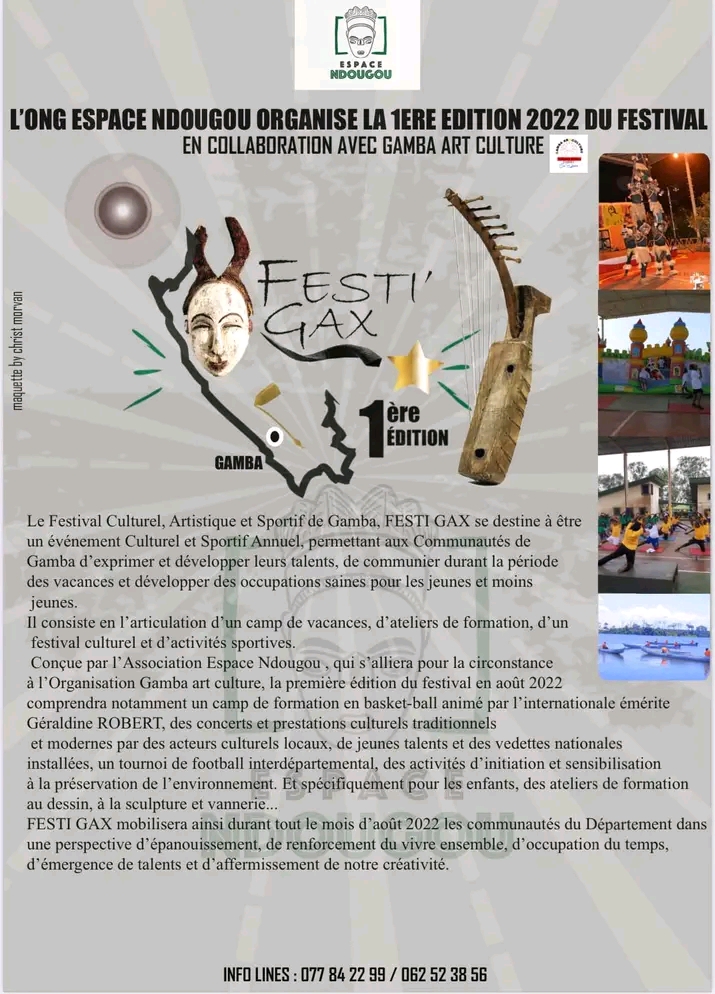 ESPACE
NDOUGOU
L'ONG ESPACE NDOUGOU ORGANISE LA 1ERE EDITION 2022 DU FESTIVAL
EN COLLABORATION AVEC GAMBA ART CULTURE
maquette by christ morvan
FESTI'
GAX
1ère
ÉDITION
GAMBA
Le Festival Culturel, Artistique et Sportif de Gamba, FESTI GAX se destine à être
un événement Culturel et Sportif Annuel, permettant aux Communautés de
Gamba d'exprimer et développer leurs talents, de communier durant la période
des vacances et développer des occupations saines pour les jeunes et moins
jeunes.
Il consiste en l'articulation d'un camp de vacances, d'ateliers de formation, d'un
festival culturel et d'activités sportives.
Conçue par l'Association Espace Ndougou , qui s'alliera pour la circonstance
à l'Organisation Gamba art culture, la première édition du festival en août 2022
comprendra notamment un camp de formation en basket-ball animé par l'internationale émérite
Géraldine ROBERT, des concerts et prestations culturels traditionnels
et modernes par des acteurs culturels locaux, de jeunes talents et des vedettes nationales
installées, un tournoi de football interdépartemental, des activités d'initiation et sensibilisation
à la préservation de l'environnement. Et spécifiquement pour les enfants, des ateliers de formation
au dessin, à la sculpture et vannerie...
FESTI GAX mobilisera ainsi durant tout le mois d'août 2022 les communautés du Département dans
une perspective d'épanouissement, de renforcement du vivre ensemble, d'occupation du temps,
d'émergence de talents et d'affermissement de notre créativité.
ESPACE
NDOUGOU
INFO LINES : 077 84 22 99 / 062 52 38 56